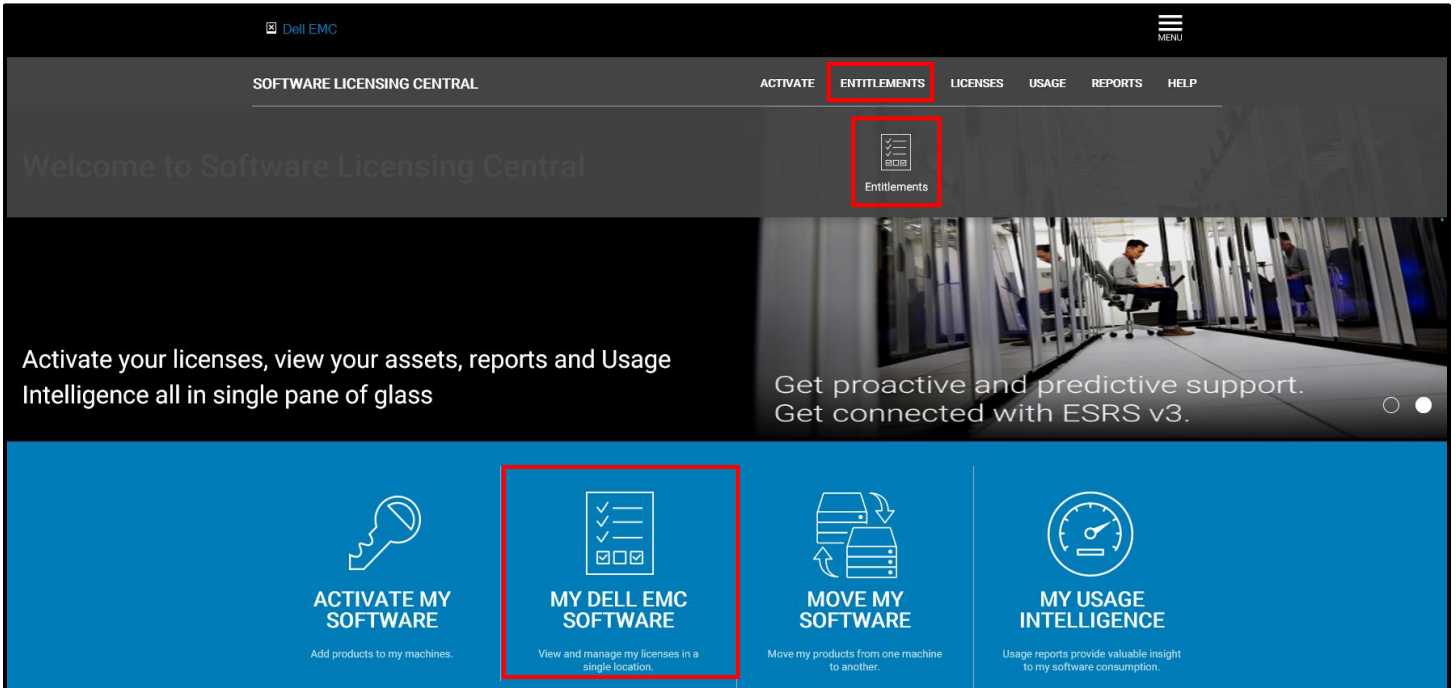 Dell EMC
MENU
SOFTWARE LICENSING CENTRAL
ACTIVATE ENTITLEMENTS LICENSES USAGE REPORTS HELP
Welcome to Software Licensing Central
Entitlements
Activate your licenses, view your assets, reports and Usage
Intelligence all in single pane of glass
Get proactive and predictive support.
Get connected with ESRS v3.
ACTIVATE MY
SOFTWARE
Add products to my machines.
MY DELL EMC
SOFTWARE
View and manage my licenses in a
single location.
MOVE MY
SOFTWARE
Move my products from one machine
to another.
MY USAGE
INTELLIGENCE
Usage reports provide valuable insight
to my software consumption.